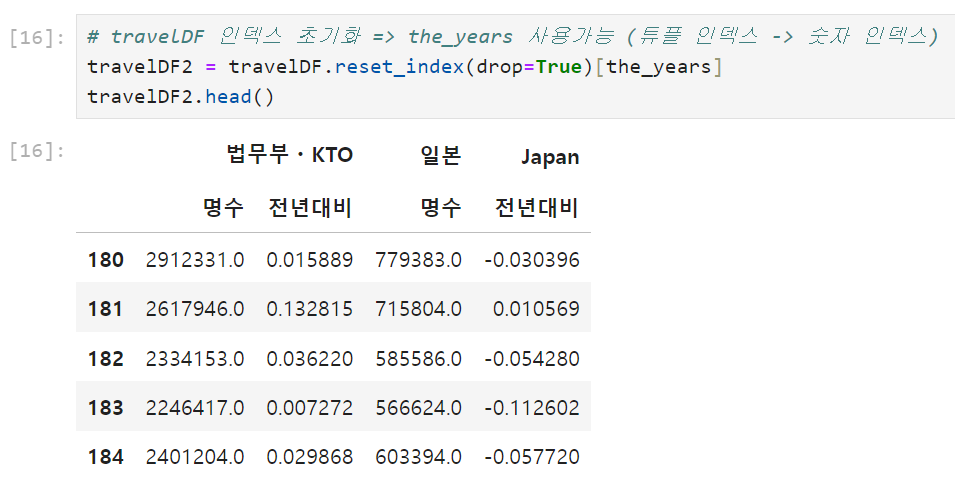 [16]: # travelDF 인덱스 초기화 => the_years 사용가능 (튜플 인덱스 -> 숫자 인덱스)
travelDF2 = travelDF.reset_index(drop=True)[the_years]
travelDF2.head()
[16]: 법무부・KTO 일본 Japan
명수 전년대비 명수 전년대비
180 2912331.0 0.015889 779383.0 -0.030396
181 2617946.0 0.132815 715804.0 0.010569
182 2334153.0 0.036220 585586.0 -0.054280
183 2246417.0 0.007272 566624.0 -0.112602
184 2401204.0 0.029868 603394.0 -0.057720